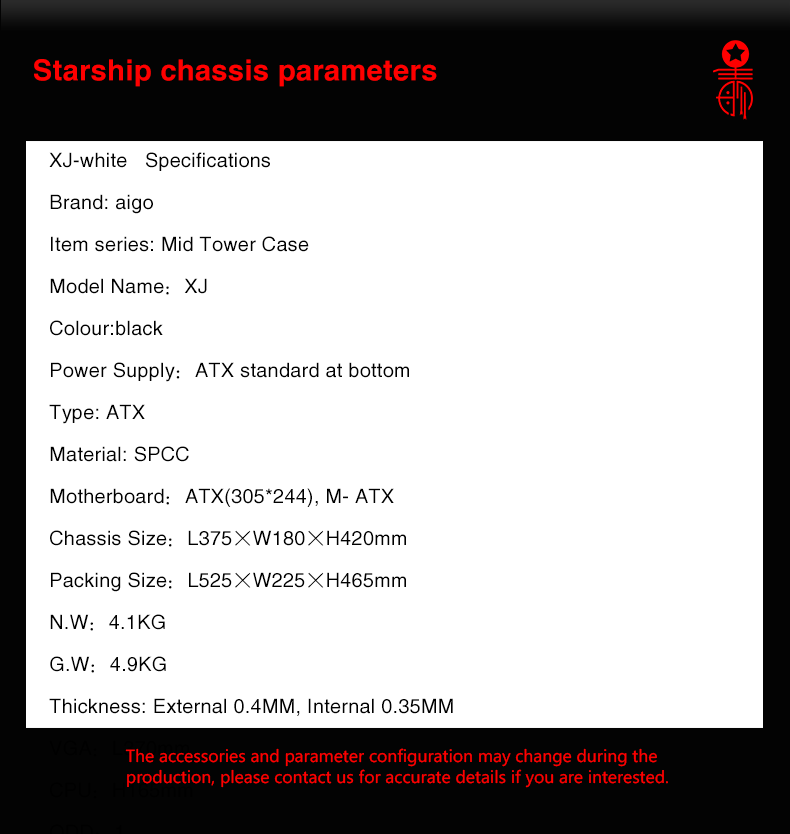 Starship chassis parameters
XJ-white Specifications
Brand: aigo
Item series: Mid Tower Case
Model Name：XJ
Colour:black
Power Supply：ATX standard at bottom
Type: ATX
Material: SPCC
Motherboard：ATX(305*244), M- ATX
Chassis Size：L375×W180×H420mm
Packing Size：L525×W225×H465mm
N.W：4.1KG
G.W：4.9KG
Thickness: External 0.4MM, Internal 0.35MM
The accessories and parameter configuration may change during the
production, please contact us for accurate details if you are interested.